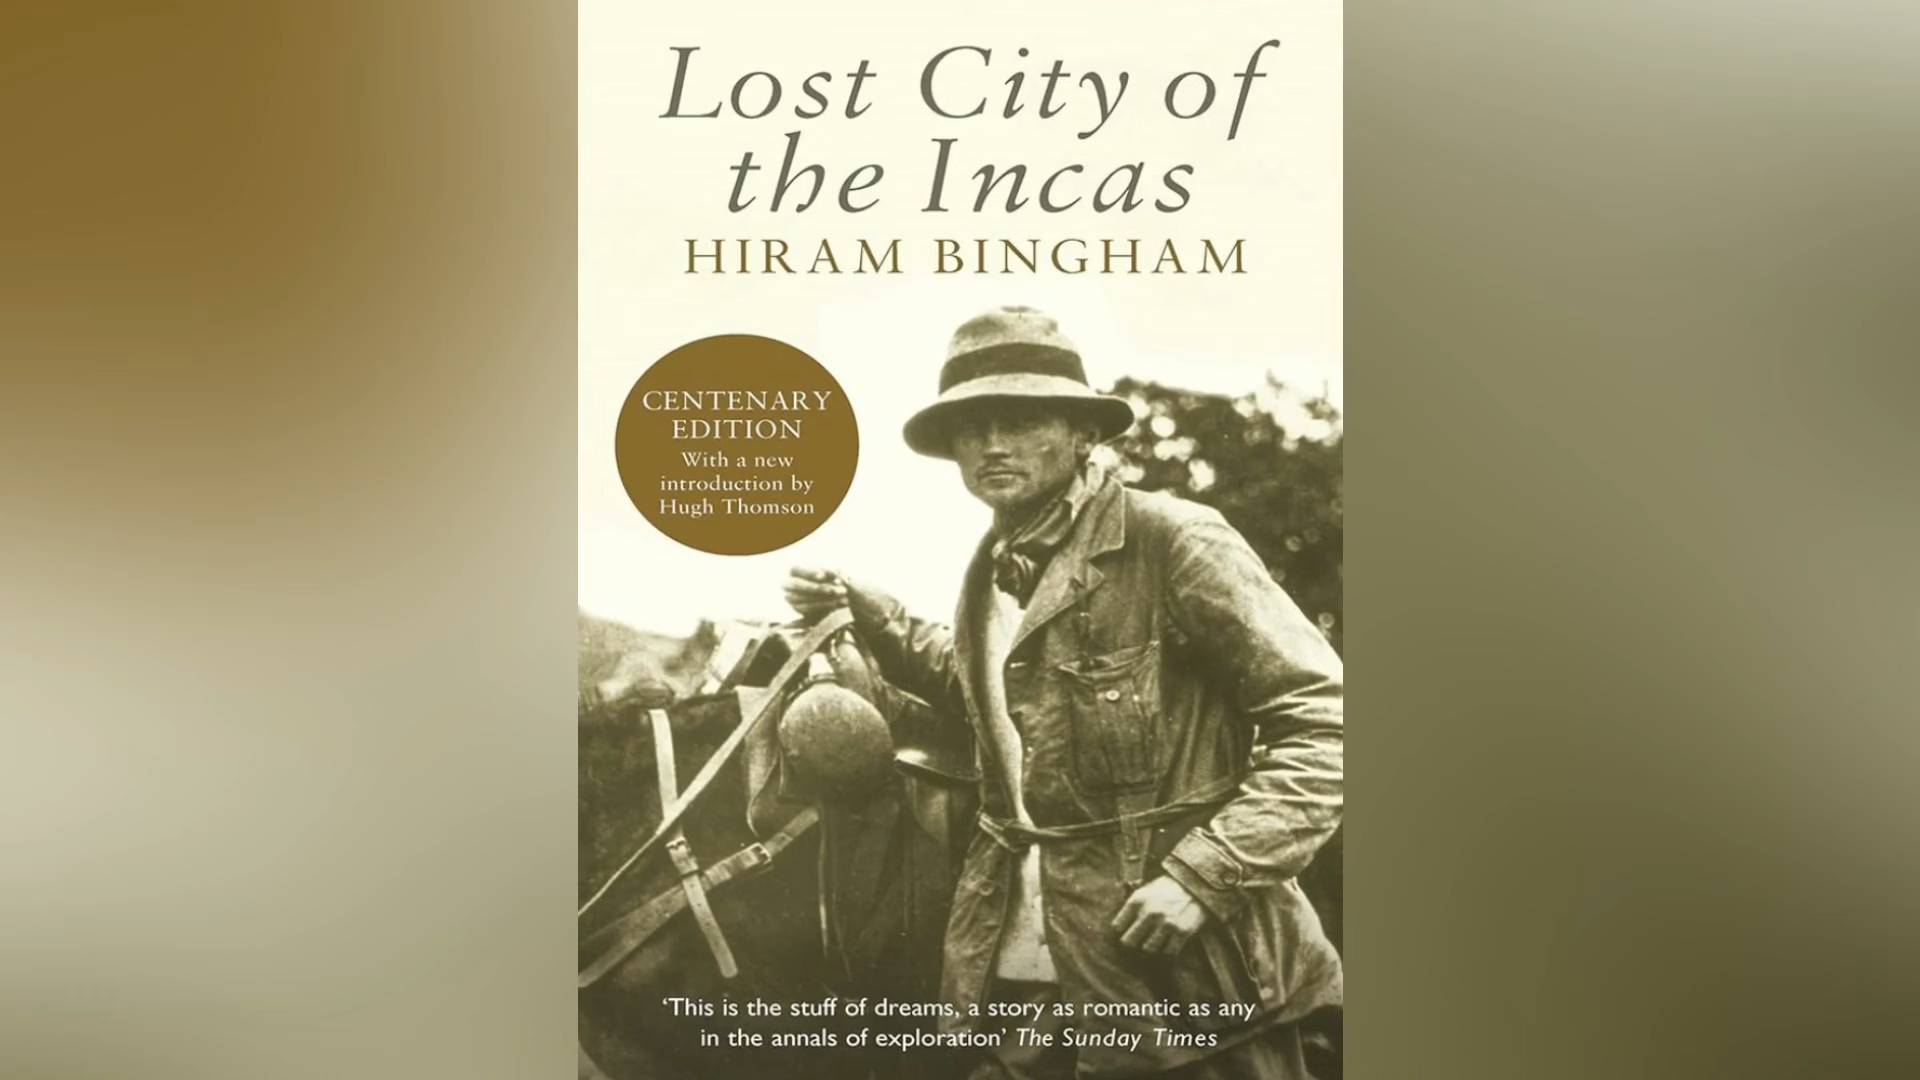 Lost City of
the Incas
HIRAM BINGHAM
CENTENARY
EDITION
With a new
introduction by
Hugh Thomson
‘This is the stuff of dreams, a story as romantic as any
in the annals of exploration’ The Sunday Times